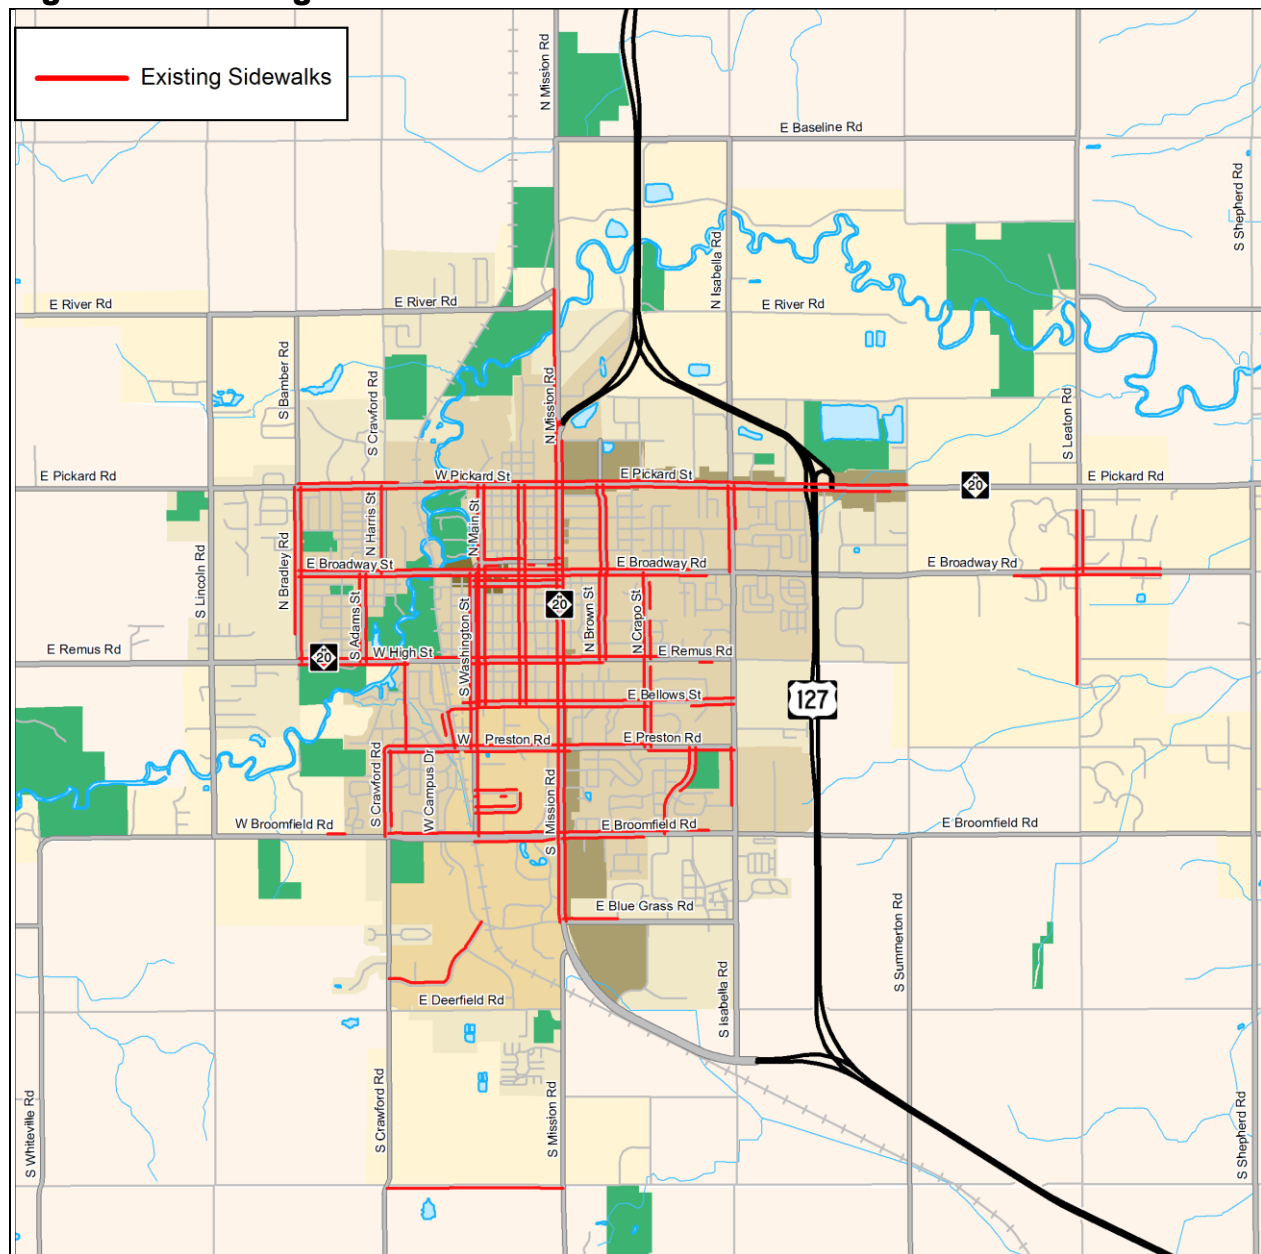 Existing Sidewalks
N Mission Rd
E Baseline Rd
S Shepherd Rd
N Isabella Rd
E River Rd
E River Rd
E River Rd
S Bamber Rd
S Crawford Rd
N Mission Rd
S Leaton Rd
E Pickard Rd
W Pickard St
E Pickard St
20
E Pickard Rd
N Harris St
N Main St
N Bradley Rd
S Lincoln Rd
E Broadway St
E Broadway Rd
E Broadway Rd
S Adams St
S Washington St
20
N Brown St
N Crapo St
E Remus Rd
20
W High St
E Remus Rd
E Bellows St
127
W Preston Rd
E Preston Rd
S Crawford Rd
W Campus Dr
S Mission Rd
W Broomfield Rd
E Broomfield Rd
E Broomfield Rd
E Blue Grass Rd
S Summerton Rd
E Deerfield Rd
S Isabella Rd
S Whiteville Rd
S Crawford Rd
S Mission Rd
S Shepherd Rd